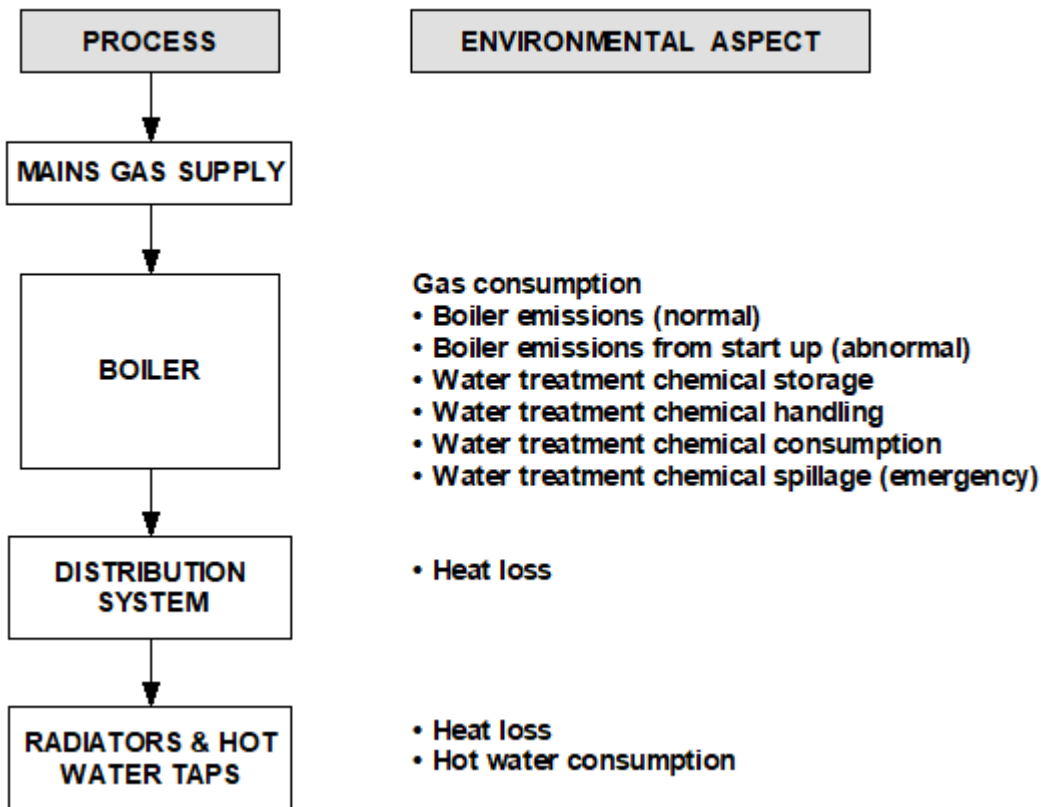 PROCESS
ENVIRONMENTAL ASPECT
MAINS GAS SUPPLY
BOILER
Gas consumption
• Boiler emissions (normal)
• Boiler emissions from start up (abnormal)
• Water treatment chemical storage
• Water treatment chemical handling
• Water treatment chemical consumption
• Water treatment chemical spillage (emergency)
DISTRIBUTION
SYSTEM
• Heat loss
RADIATORS & HOT
WATER TAPS
• Heat loss
• Hot water consumption